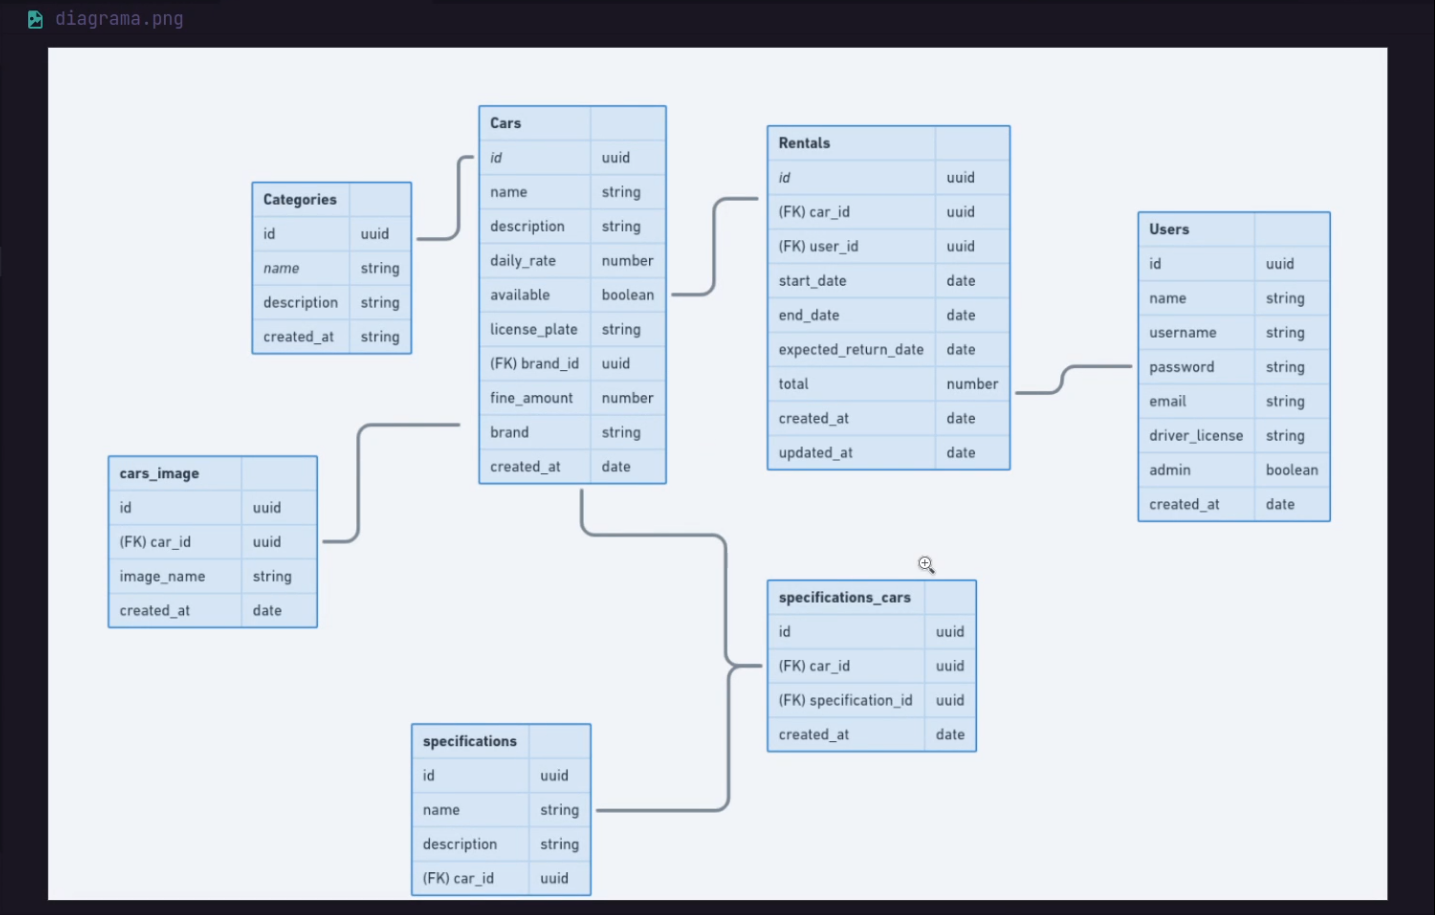 diagrama.png
Cars
id uuid
name string
description string
daily_rate number
available boolean
license_plate string
(FK) brand_id uuid
fine_amount number
brand string
created_at date
Rentals
id uuid
(FK) car_id uuid
(FK) user_id uuid
start_date date
end_date date
expected_return_date date
total number
created_at date
updated_at date
Categories
id uuid
name string
description string
created_at string
Users
id uuid
name string
username string
password string
email string
driver_license string
admin boolean
created_at date
cars_image
id uuid
(FK) car_id uuid
image_name string
created_at date
specifications_cars
id uuid
(FK) car_id uuid
(FK) specification_id uuid
created_at date
specifications
id uuid
name string
description string
(FK) car_id uuid